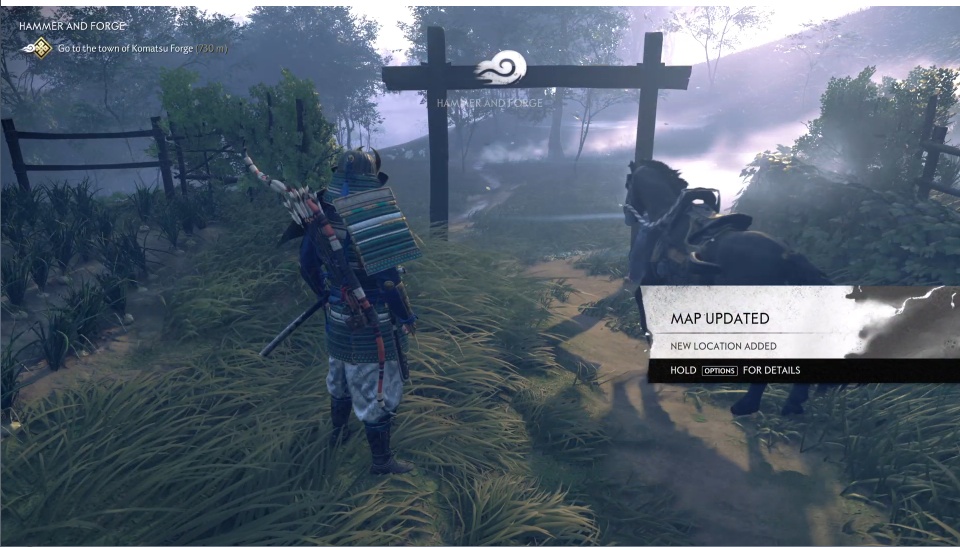 HAMMER AND FORGE
Go to the town of Komatsu Forge (730 m)
HAMMER AND FORGE
MAP UPDATED
NEW LOCATION ADDED
HOLD OPTIONS FOR DETAILS